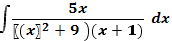 ∫ 5x / (〖(x)〗² + 9 )(x + 1) dx